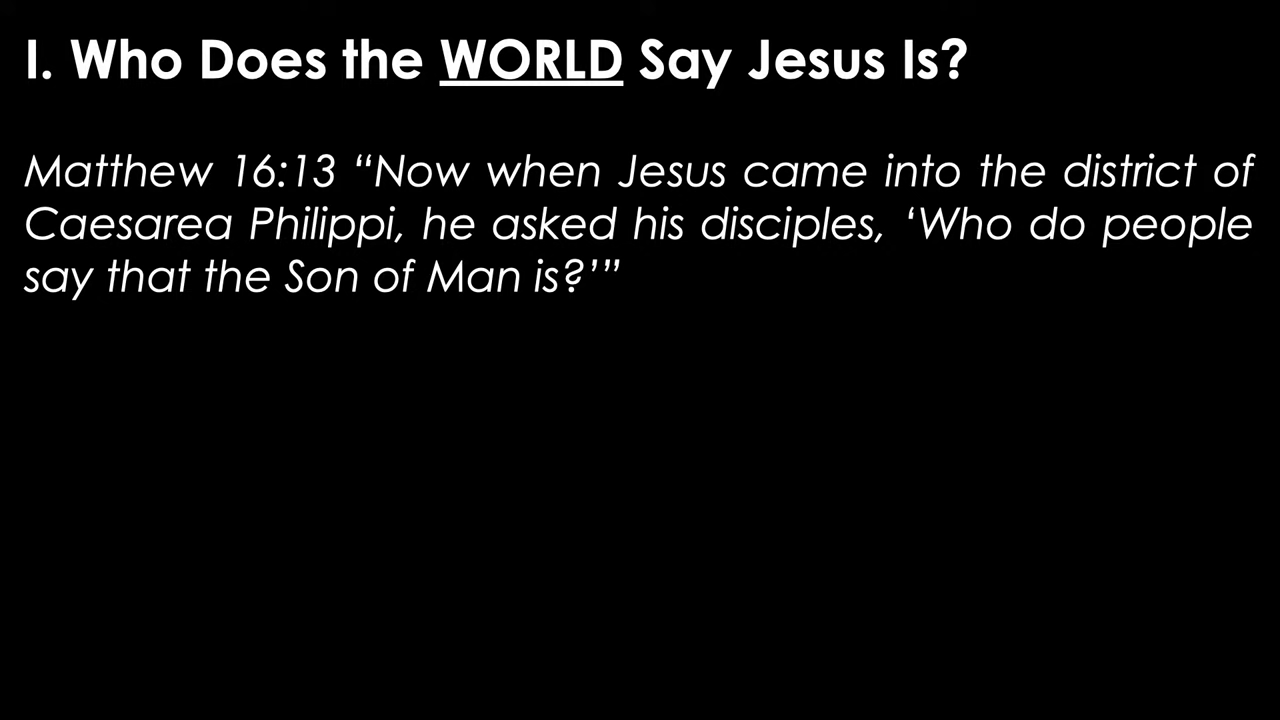 I. Who Does the WORLD Say Jesus Is?
Matthew 16:13 “Now when Jesus came into the district of
Caesarea Philippi, he asked his disciples, ‘Who do people
say that the Son of Man is?’”